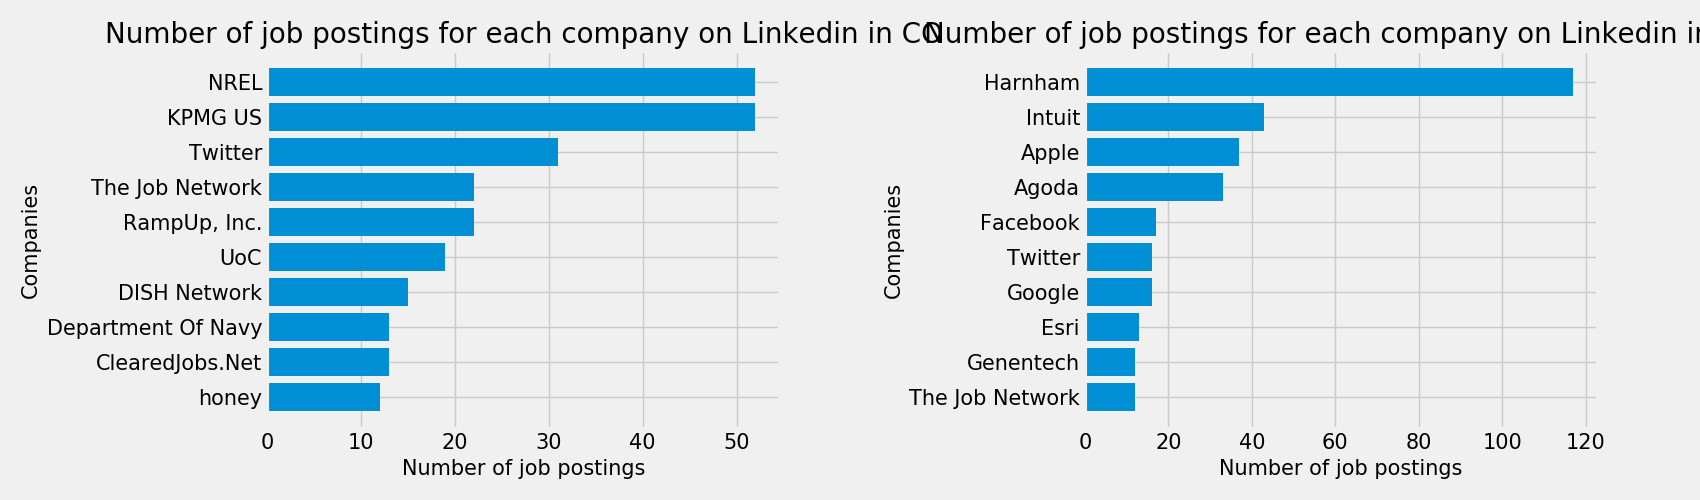 Number of job postings for each company on Linkedin in CO
Companies
NREL
KPMG US
Twitter
The Job Network
RampUp, Inc.
UoC
DISH Network
Department Of Navy
ClearedJobs.Net
honey
0 10 20 30 40 50
Number of job postings
Number of job postings for each company on Linkedin in
Companies
Harnham
Intuit
Apple
Agoda
Facebook
Twitter
Google
Esri
Genentech
The Job Network
0 20 40 60 80 100 120
Number of job postings